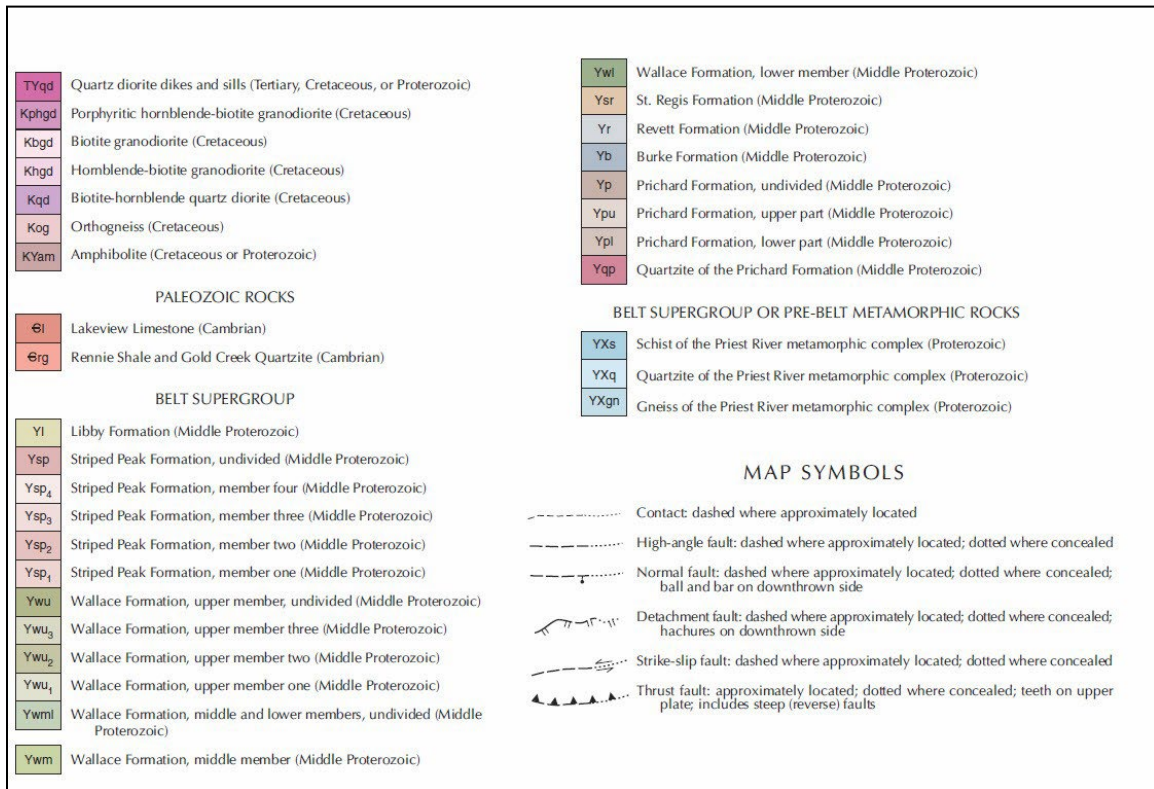 TYqd Quartz diorite dikes and sills (Tertiary, Cretaceous, or Proterozoic)
Kphgd Porphyritic hornblende-biotite granodiorite (Cretaceous)
Kbgd Biotite granodiorite (Cretaceous)
Khgd Hornblende-biotite granodiorite (Cretaceous)
Kqd Biotite-hornblende quartz diorite (Cretaceous)
Kog Orthogneiss (Cretaceous)
KYam Amphibolite (Cretaceous or Proterozoic)
PALEOZOIC ROCKS
Єl Lakeview Limestone (Cambrian)
Єrg Rennie Shale and Gold Creek Quartzite (Cambrian)
BELT SUPERGROUP
Yl Libby Formation (Middle Proterozoic)
Ysp Striped Peak Formation, undivided (Middle Proterozoic)
Ysp4 Striped Peak Formation, member four (Middle Proterozoic)
Ysp3 Striped Peak Formation, member three (Middle Proterozoic)
Ysp2 Striped Peak Formation, member two (Middle Proterozoic)
Ysp1 Striped Peak Formation, member one (Middle Proterozoic)
Ywu Wallace Formation, upper member, undivided (Middle Proterozoic)
Ywu3 Wallace Formation, upper member three (Middle Proterozoic)
Ywu2 Wallace Formation, upper member two (Middle Proterozoic)
Ywu1 Wallace Formation, upper member one (Middle Proterozoic)
Ywml Wallace Formation, middle and lower members, undivided (Middle
Proterozoic)
Ywm Wallace Formation, middle member (Middle Proterozoic)
Ywl Wallace Formation, lower member (Middle Proterozoic)
Ysr St. Regis Formation (Middle Proterozoic)
Yr Revett Formation (Middle Proterozoic)
Yb Burke Formation (Middle Proterozoic)
Yp Prichard Formation, undivided (Middle Proterozoic)
Ypu Prichard Formation, upper part (Middle Proterozoic)
Ypl Prichard Formation, lower part (Middle Proterozoic)
Yqp Quartzite of the Prichard Formation (Middle Proterozoic)
BELT SUPERGROUP OR PRE-BELT METAMORPHIC ROCKS
YXs Schist of the Priest River metamorphic complex (Proterozoic)
YXq Quartzite of the Priest River metamorphic complex (Proterozoic)
YXgn Gneiss of the Priest River metamorphic complex (Proterozoic)
MAP SYMBOLS
Contact: dashed where approximately located
High-angle fault: dashed where approximately located; dotted where concealed
Normal fault: dashed where approximately located; dotted where concealed;
ball and bar on downthrown side
Detachment fault: dashed where approximately located; dotted where concealed;
hachures on downthrown side
Strike-slip fault: dashed where approximately located; dotted where concealed
Thrust fault: approximately located; dotted where concealed; teeth on upper
plate; includes steep (reverse) faults